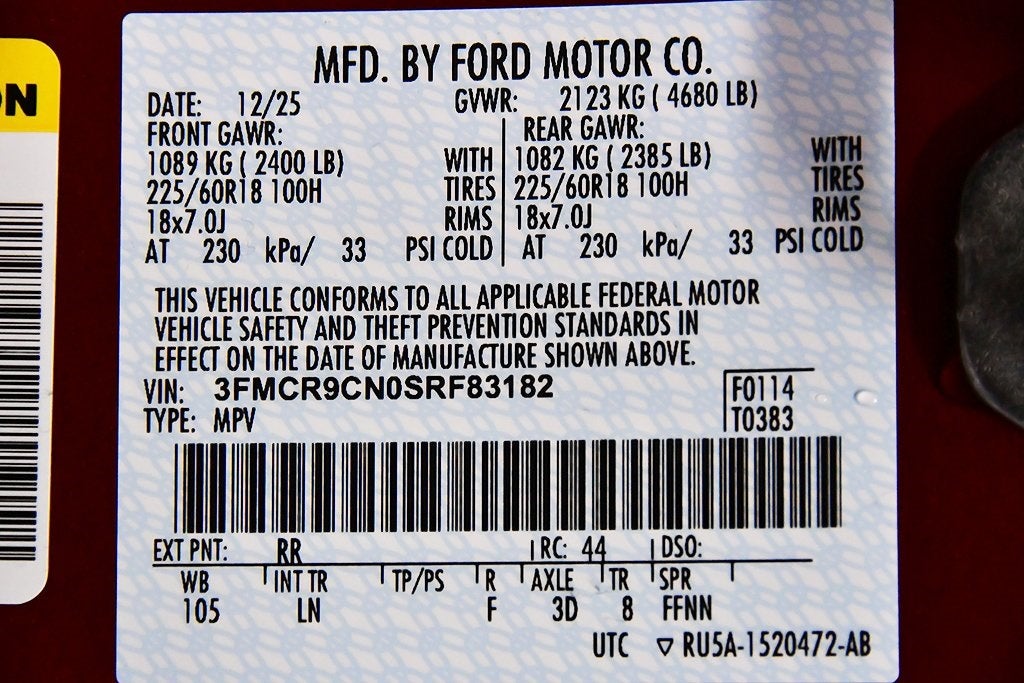 ON
MFD. BY FORD MOTOR CO.
DATE: 12/25 GVWR: 2123 KG ( 4680 LB)
FRONT GAWR: REAR GAWR:
1089 KG ( 2400 LB) WITH 1082 KG ( 2385 LB) WITH
225/60R18 100H TIRES 225/60R18 100H TIRES
18x7.0J RIMS 18x7.0J RIMS
AT 230 kPa/ 33 PSI COLD AT 230 kPa/ 33 PSI COLD
THIS VEHICLE CONFORMS TO ALL APPLICABLE FEDERAL MOTOR
VEHICLE SAFETY AND THEFT PREVENTION STANDARDS IN
EFFECT ON THE DATE OF MANUFACTURE SHOWN ABOVE.
VIN: 3FMCR9CN0SRF83182 F0114
TYPE: MPV T0383
EXT PNT: RR RC: 44 DSO:
WB INT TR TP/PS R AXLE TR SPR
105 LN F 3D 8 FFNN
UTC ▽ RU5A-1520472-AB